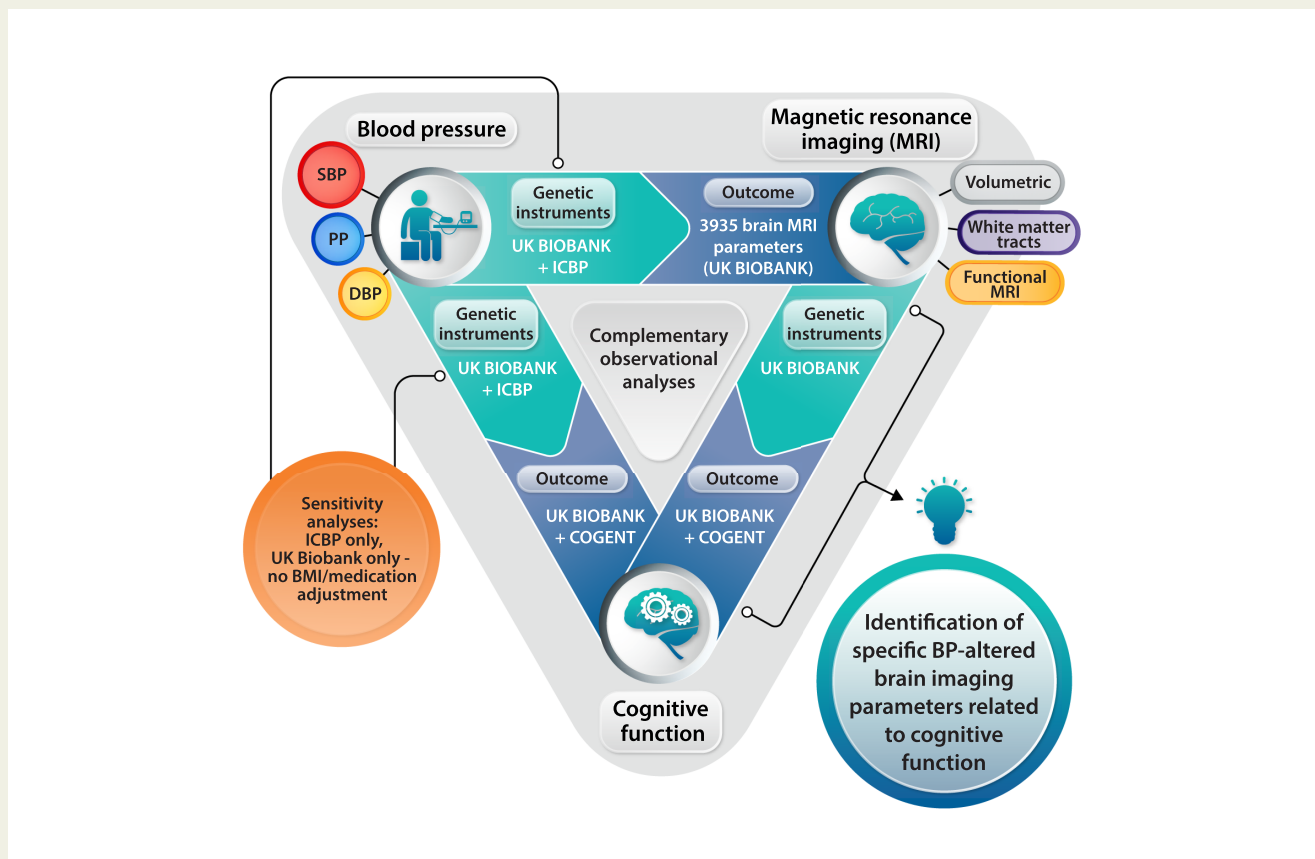 Blood pressure
Magnetic resonance
imaging (MRI)
SBP
PP
DBP
Genetic
instruments
UK BIOBANK
+ ICBP
Outcome
3935 brain MRI
parameters
(UK BIOBANK)
Volumetric
White matter
tracts
Functional
MRI
Genetic
instruments
UK BIOBANK
+ ICBP
Complementary
observational
analyses
Genetic
instruments
UK BIOBANK
Outcome
UK BIOBANK
+ COGENT
Outcome
UK BIOBANK
+ COGENT
Sensitivity
analyses:
ICBP only,
UK Biobank only -
no BMI/medication
adjustment
Cognitive
function
Identification of
specific BP-altered
brain imaging
parameters related
to cognitive
function